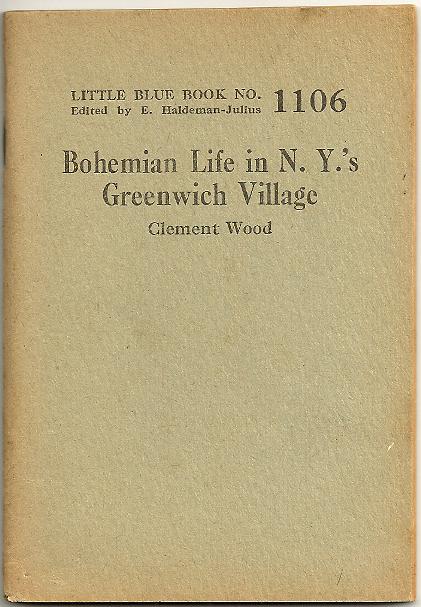 LITTLE BLUE BOOK NO. 1106
Edited by E. Haldeman-Julius
Bohemian Life in N. Y.'s
Greenwich Village
Clement Wood